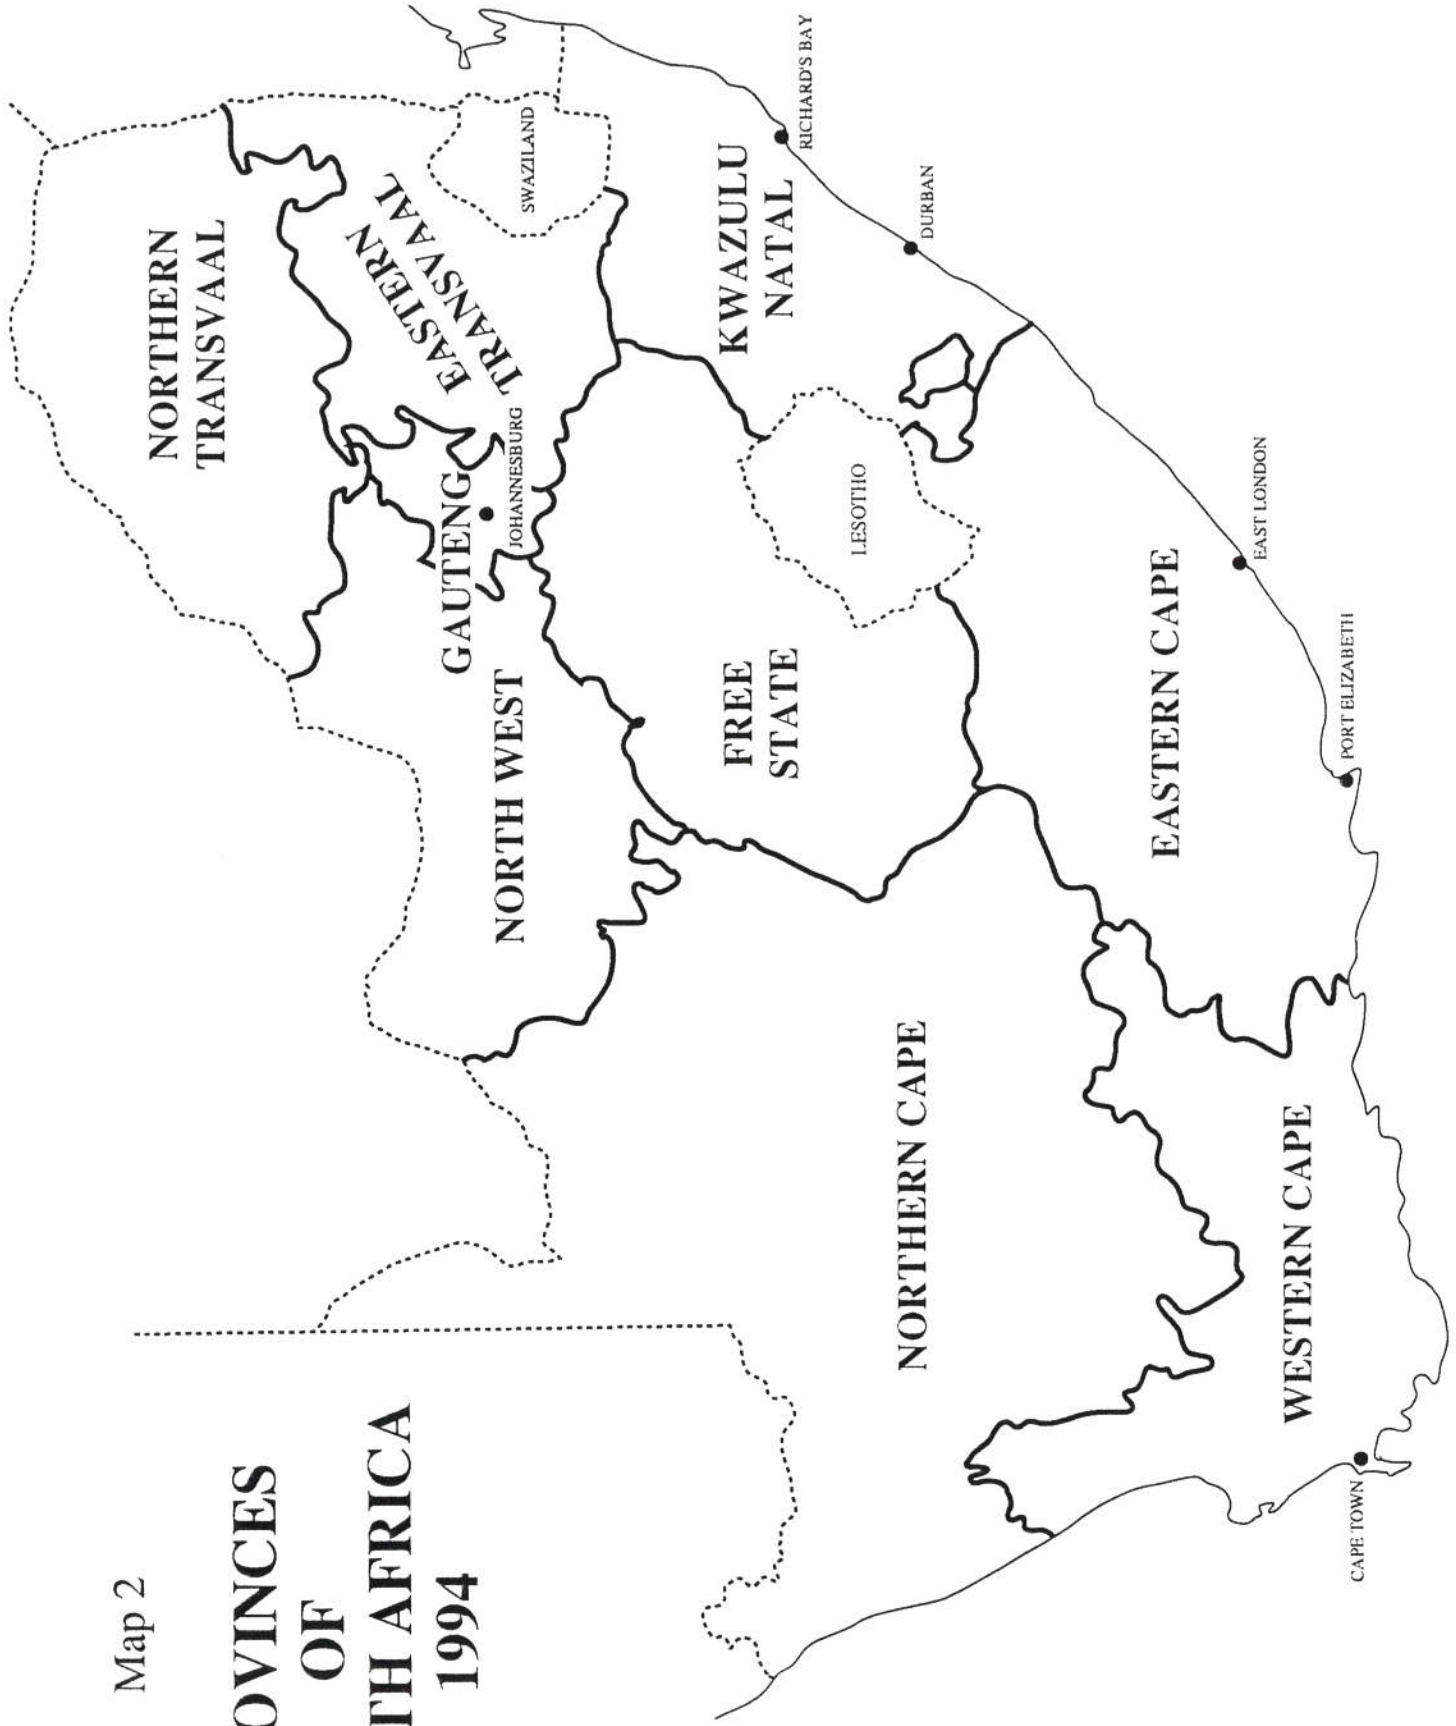 Map 2
OVINCES
OF
TH AFRICA
1994
NORTHERN
TRANSVAAL
EASTERN
TRANSVAAL
SWAZILAND
GAUTENG
JOHANNESBURG
NORTH WEST
KWAZULU
NATAL
RICHARD'S BAY
DURBAN
FREE
STATE
LESOTHO
NORTHERN CAPE
EASTERN CAPE
EAST LONDON
PORT ELIZABETH
WESTERN CAPE
CAPE TOWN